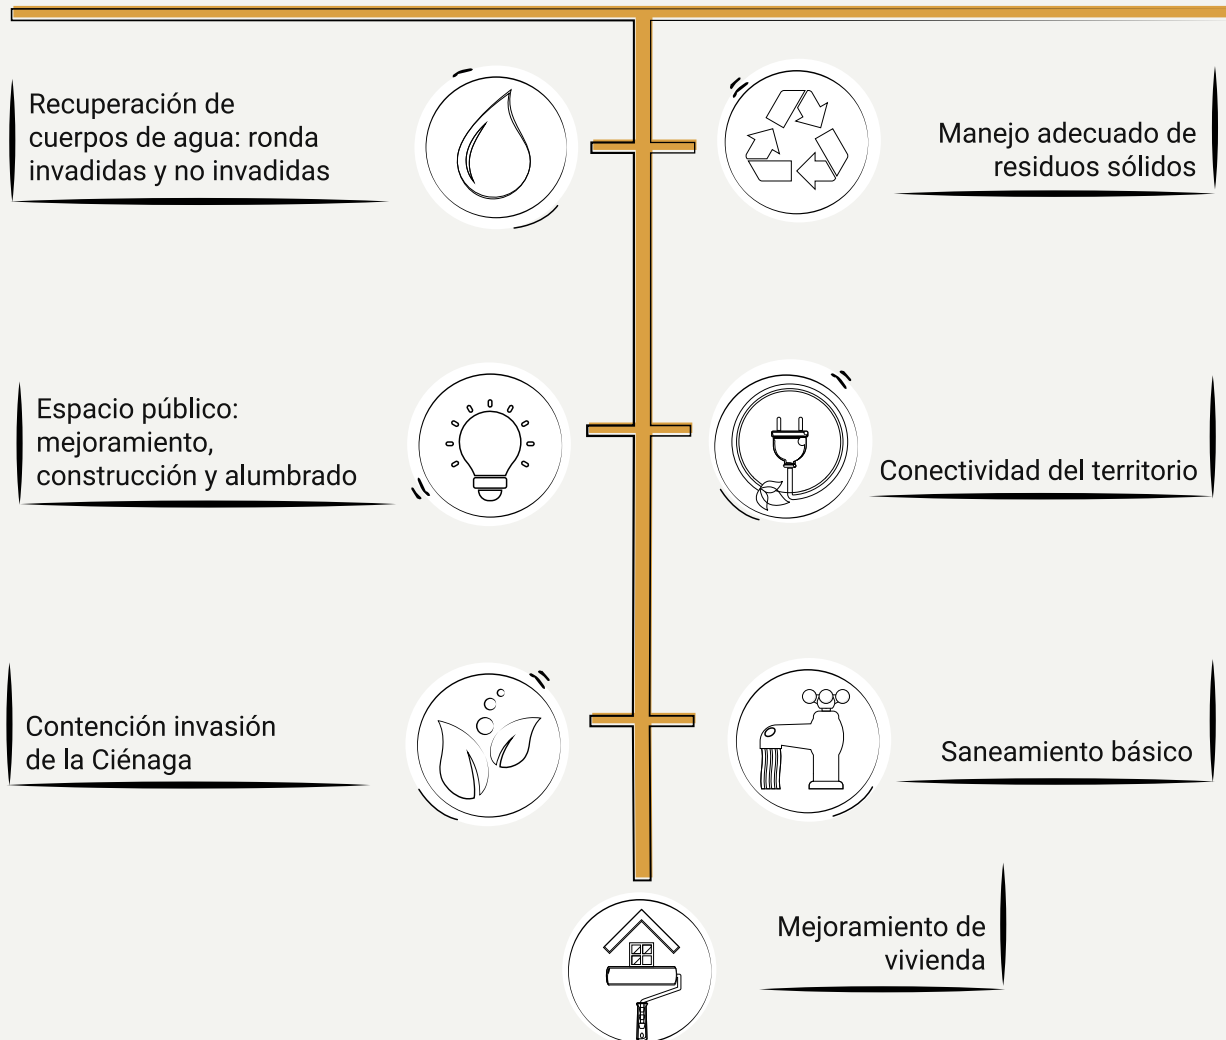 Recuperación de
cuerpos de agua: ronda
invadidas y no invadidas
Manejo adecuado de
residuos sólidos
Espacio público:
mejoramiento,
construcción y alumbrado
Conectividad del territorio
Contención invasión
de la Ciénaga
Saneamiento básico
Mejoramiento de
vivienda